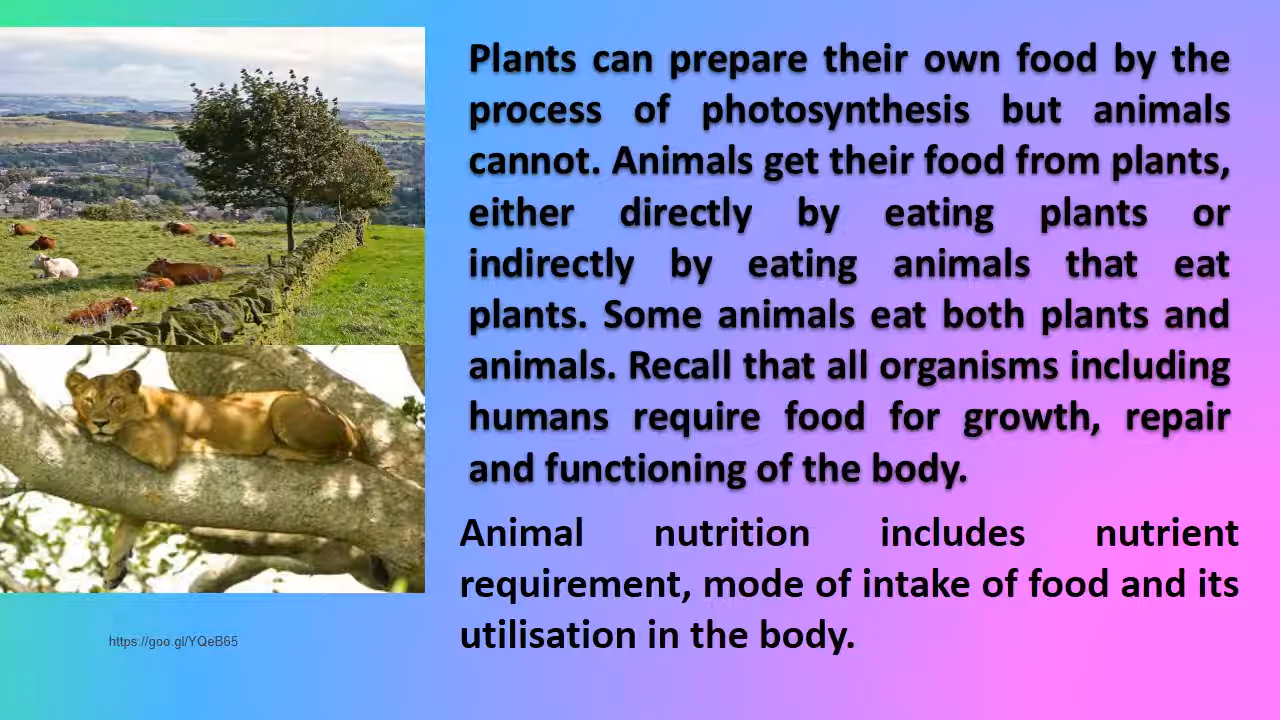 Plants can prepare their own food by the
process of photosynthesis but animals
cannot. Animals get their food from plants,
either directly by eating plants or
indirectly by eating animals that eat
plants. Some animals eat both plants and
animals. Recall that all organisms including
humans require food for growth, repair
and functioning of the body.
Animal nutrition includes nutrient
requirement, mode of intake of food and its
utilisation in the body.
https://goo.gl/YQeB65